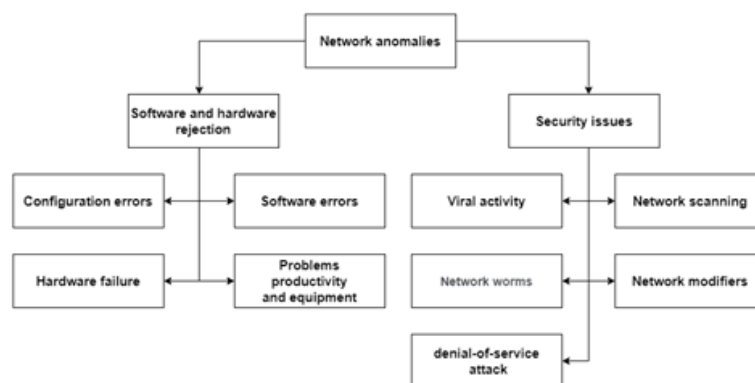 Network anomalies
Software and hardware
rejection
Security issues
Configuration errors
Software errors
Viral activity
Network scanning
Hardware failure
Problems
productivity
and equipment
Network worms
Network modifiers
denial-of-service
attack